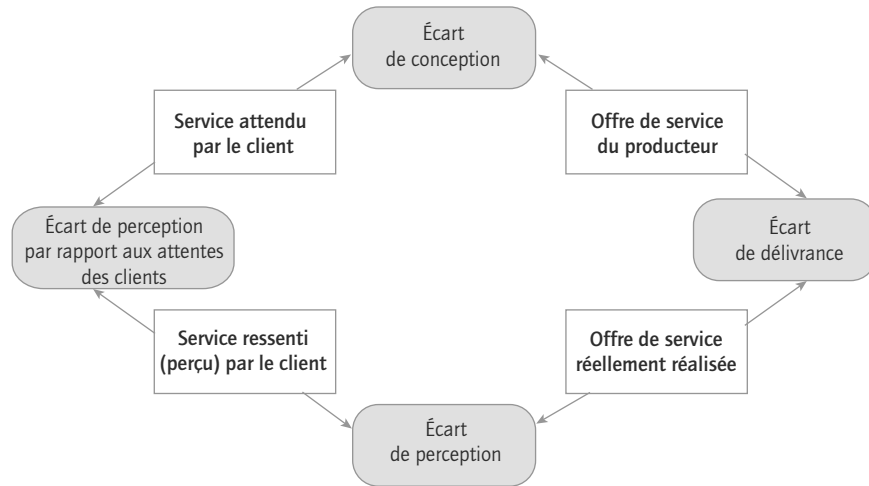 Écart
de conception
Service attendu
par le client
Offre de service
du producteur
Écart de perception
par rapport aux attentes
des clients
Écart
de délivrance
Service ressenti
(perçu) par le client
Offre de service
réellement réalisée
Écart
de perception